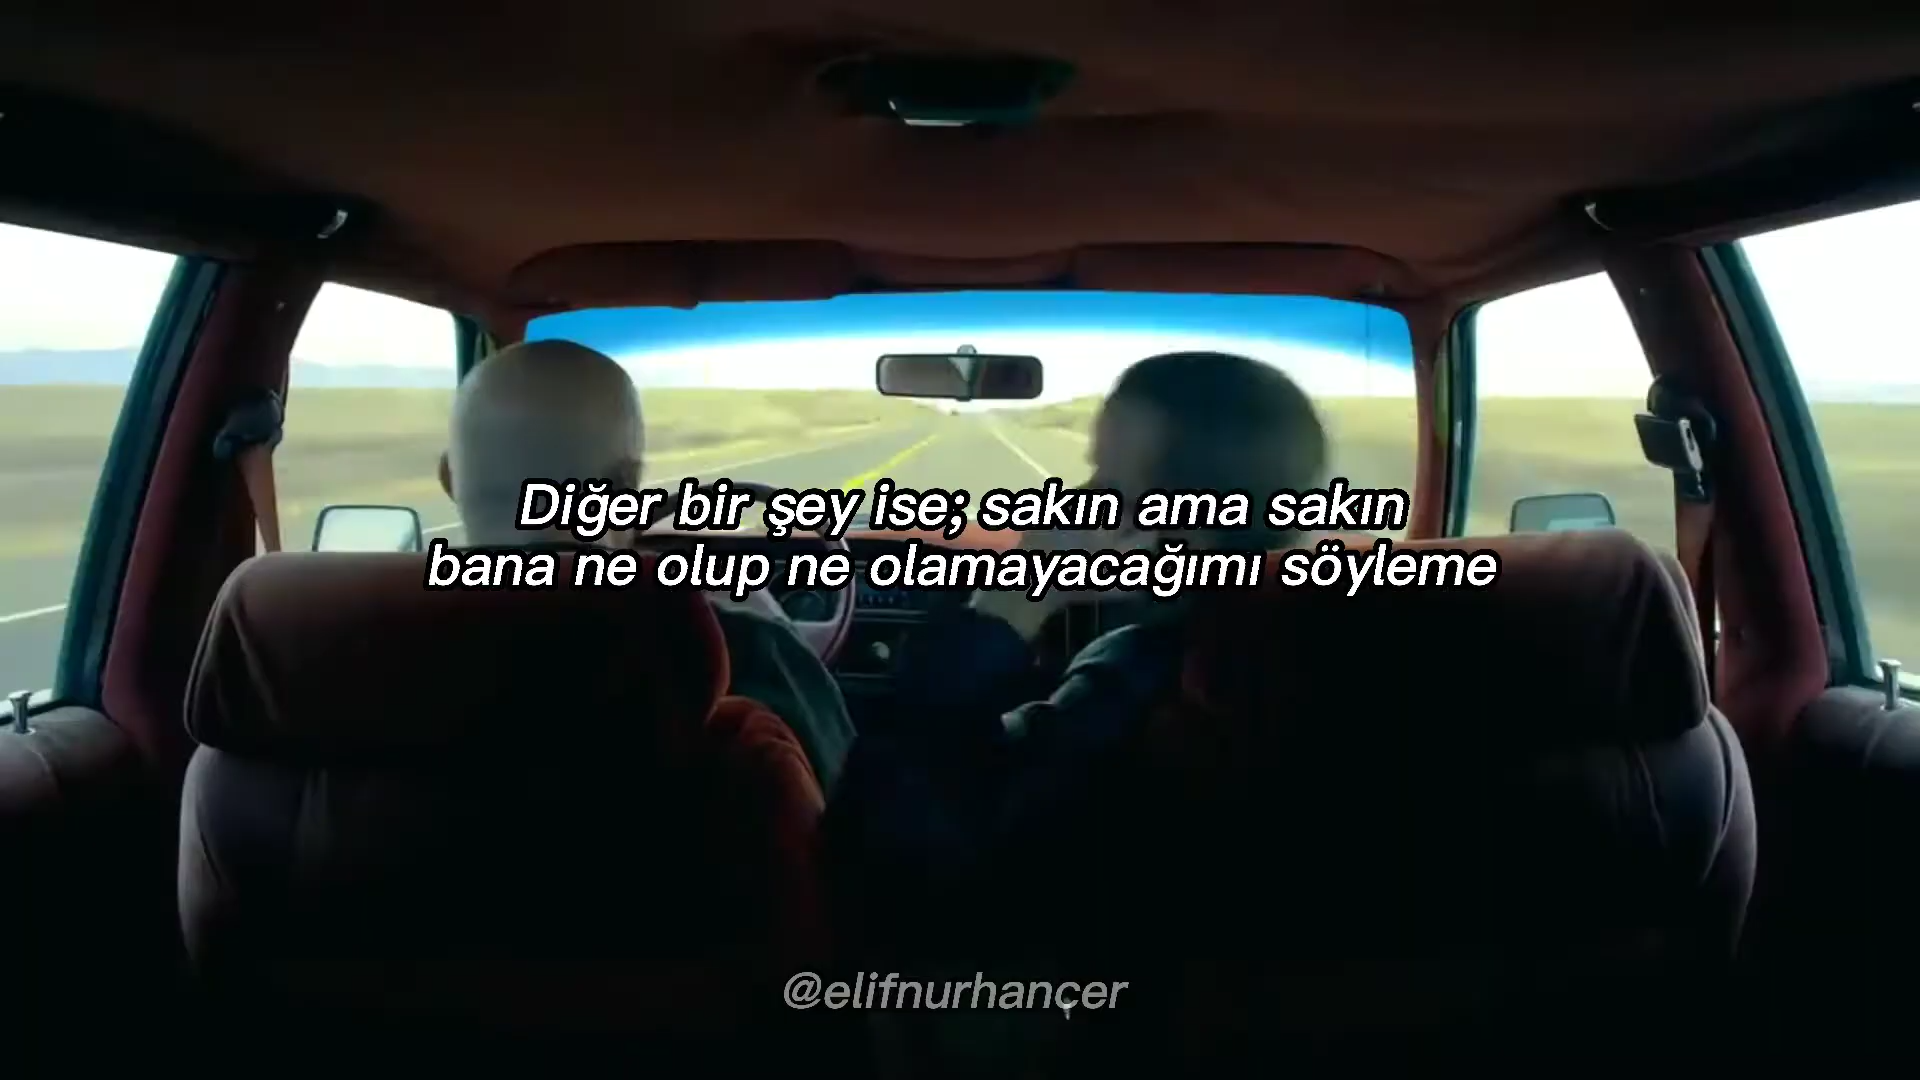 Diğer bir şey ise; sakın ama sakın
bana ne olup ne olamayacağımı söyleme
@elifnurhançer